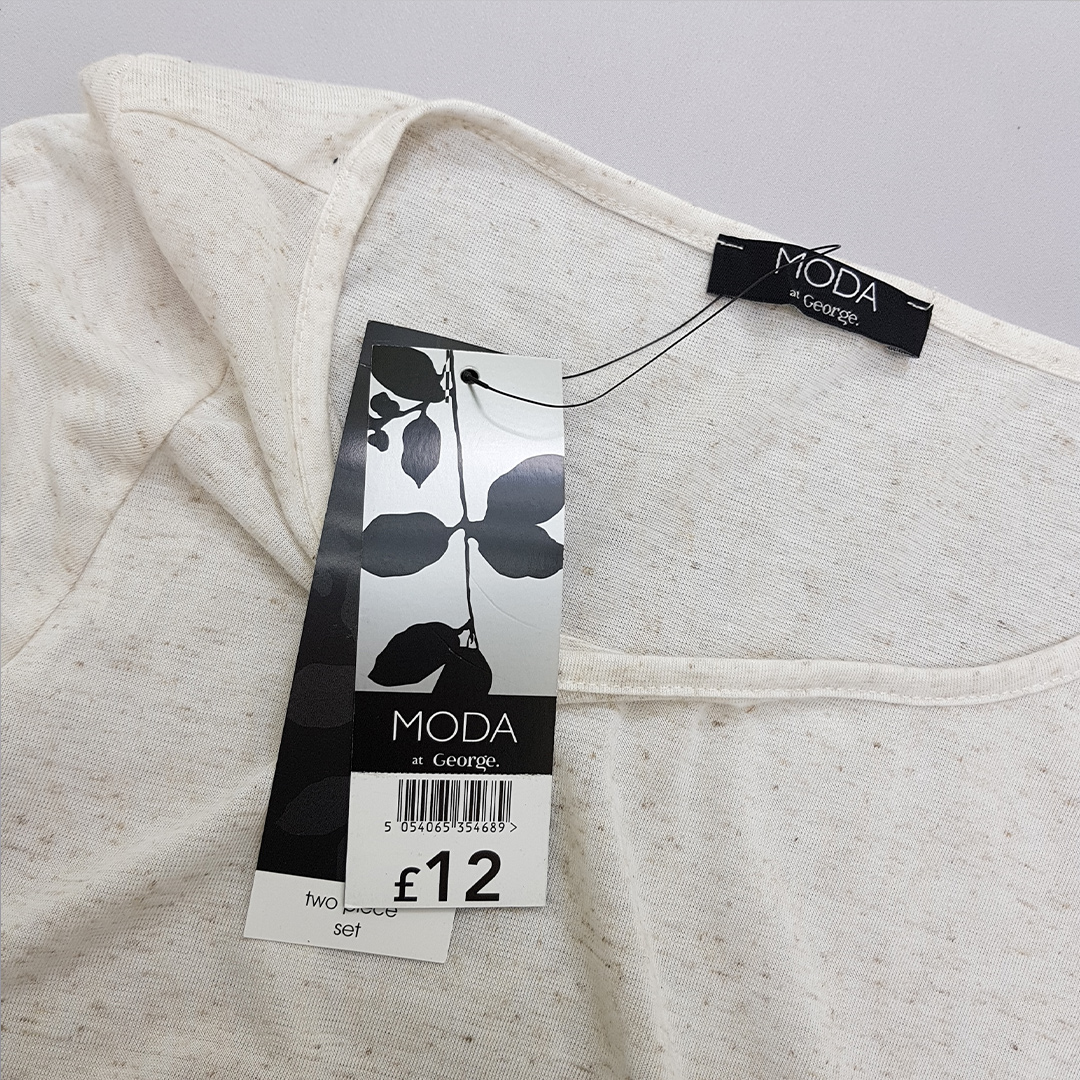 MODA
at George.
MODA
at George.
5 054065 354689 >
£12
two piece
set